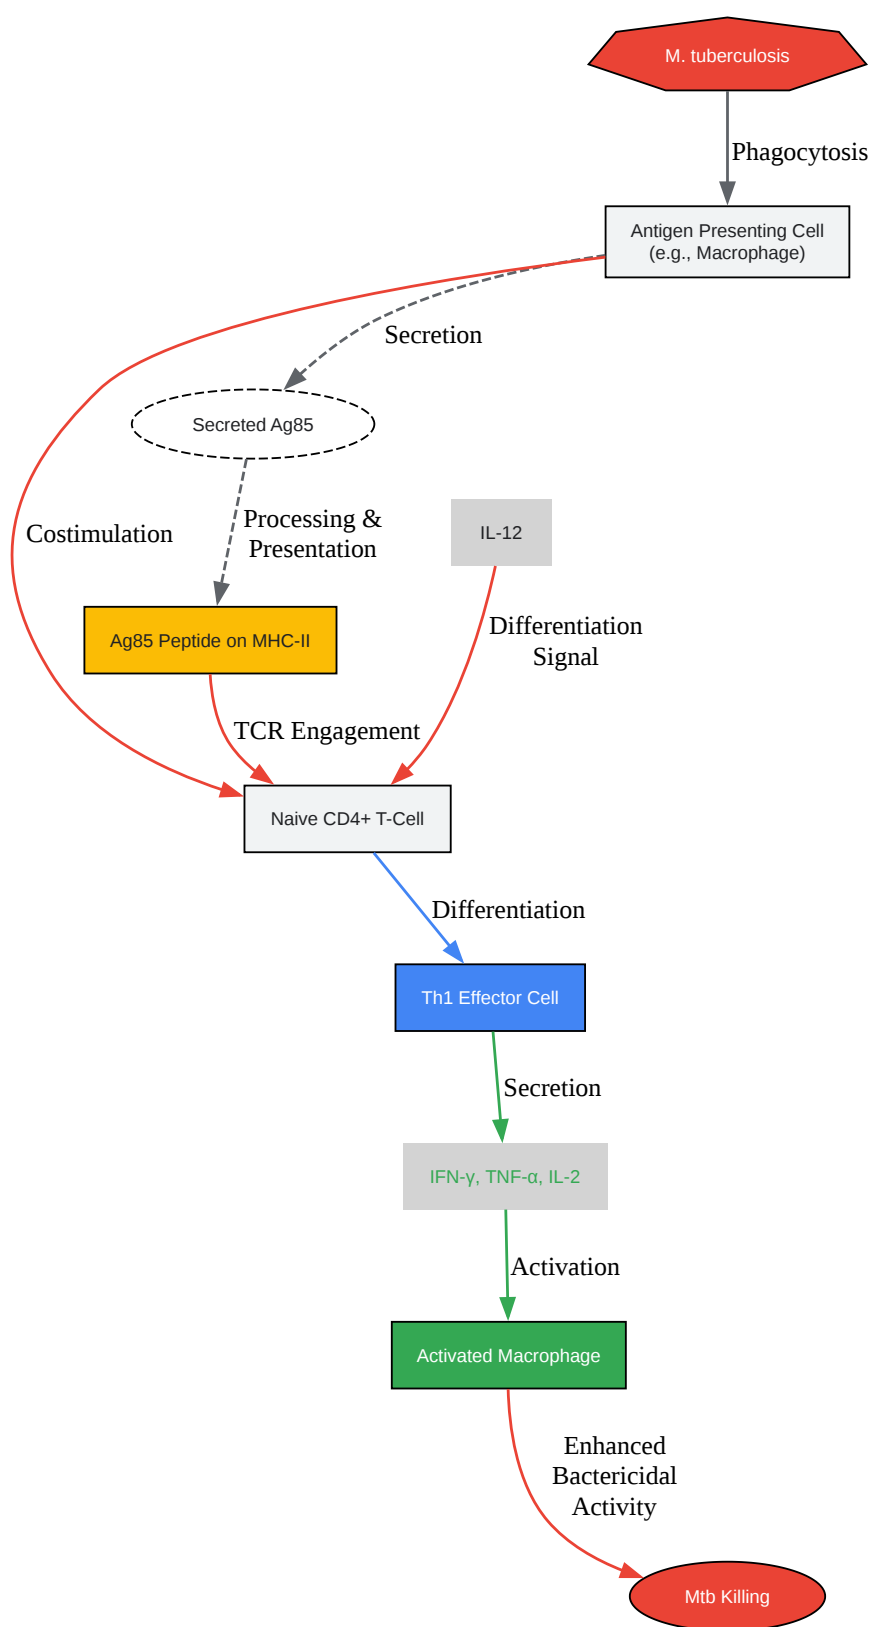 M. tuberculosis
Phagocytosis
Antigen Presenting Cell
(e.g., Macrophage)
Secretion
Secreted Ag85
Costimulation
Processing &
Presentation
IL-12
Differentiation
Signal
Ag85 Peptide on MHC-II
TCR Engagement
Naive CD4+ T-Cell
Differentiation
Th1 Effector Cell
Secretion
IFN-γ, TNF-α, IL-2
Activation
Activated Macrophage
Enhanced
Bactericidal
Activity
Mtb Killing